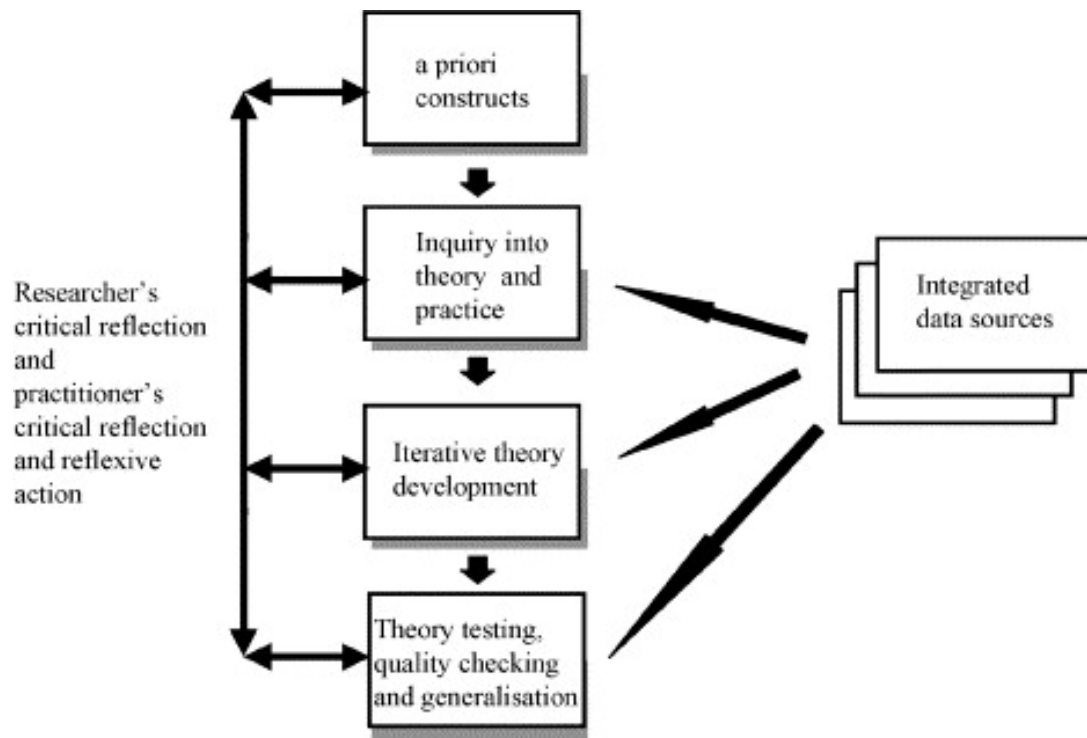 a priori
constructs
Inquiry into
theory and
practice
Integrated
data sources
Researcher's
critical reflection
and
practitioner's
critical reflection
and reflexive
action
Iterative theory
development
Theory testing,
quality checking
and generalisation